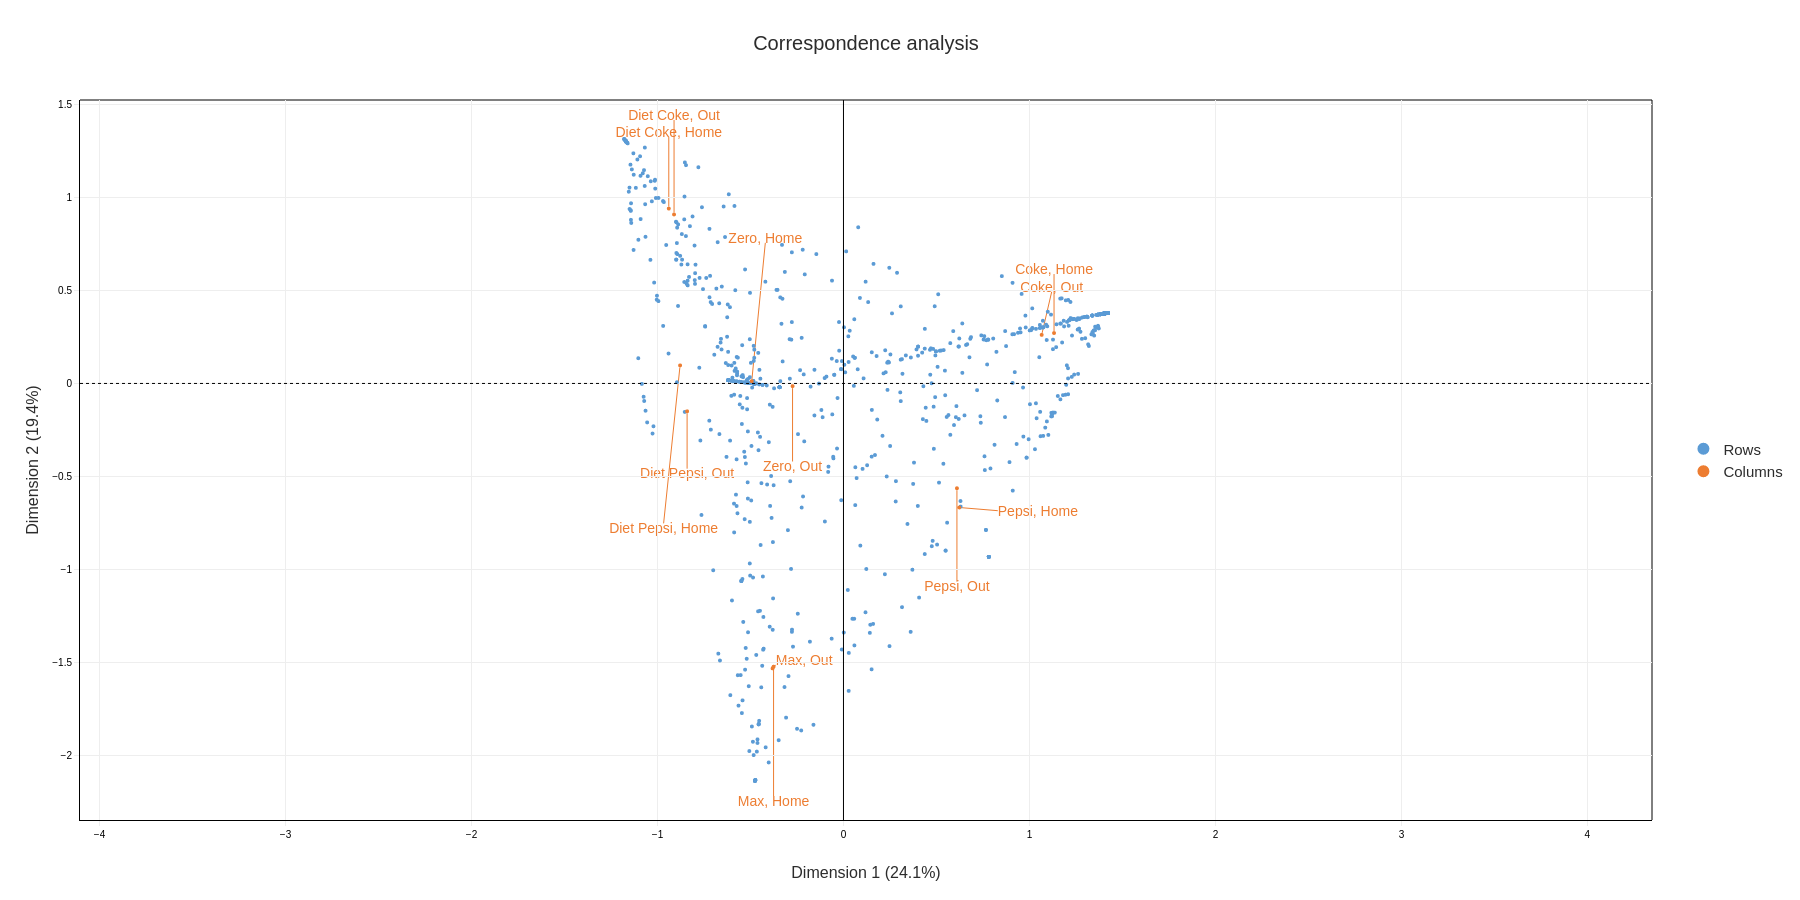 Correspondence analysis
1.5
1
0.5
0
−0.5
−1
−1.5
−2
Dimension 2 (19.4%)
Diet Coke, Out
Diet Coke, Home
Zero, Home
Coke, Home
Coke, Out
Diet Pepsi, Out
Zero, Out
Diet Pepsi, Home
Pepsi, Home
Pepsi, Out
Max, Out
Max, Home
Rows
Columns
−4 −3 −2 −1 0 1 2 3 4
Dimension 1 (24.1%)